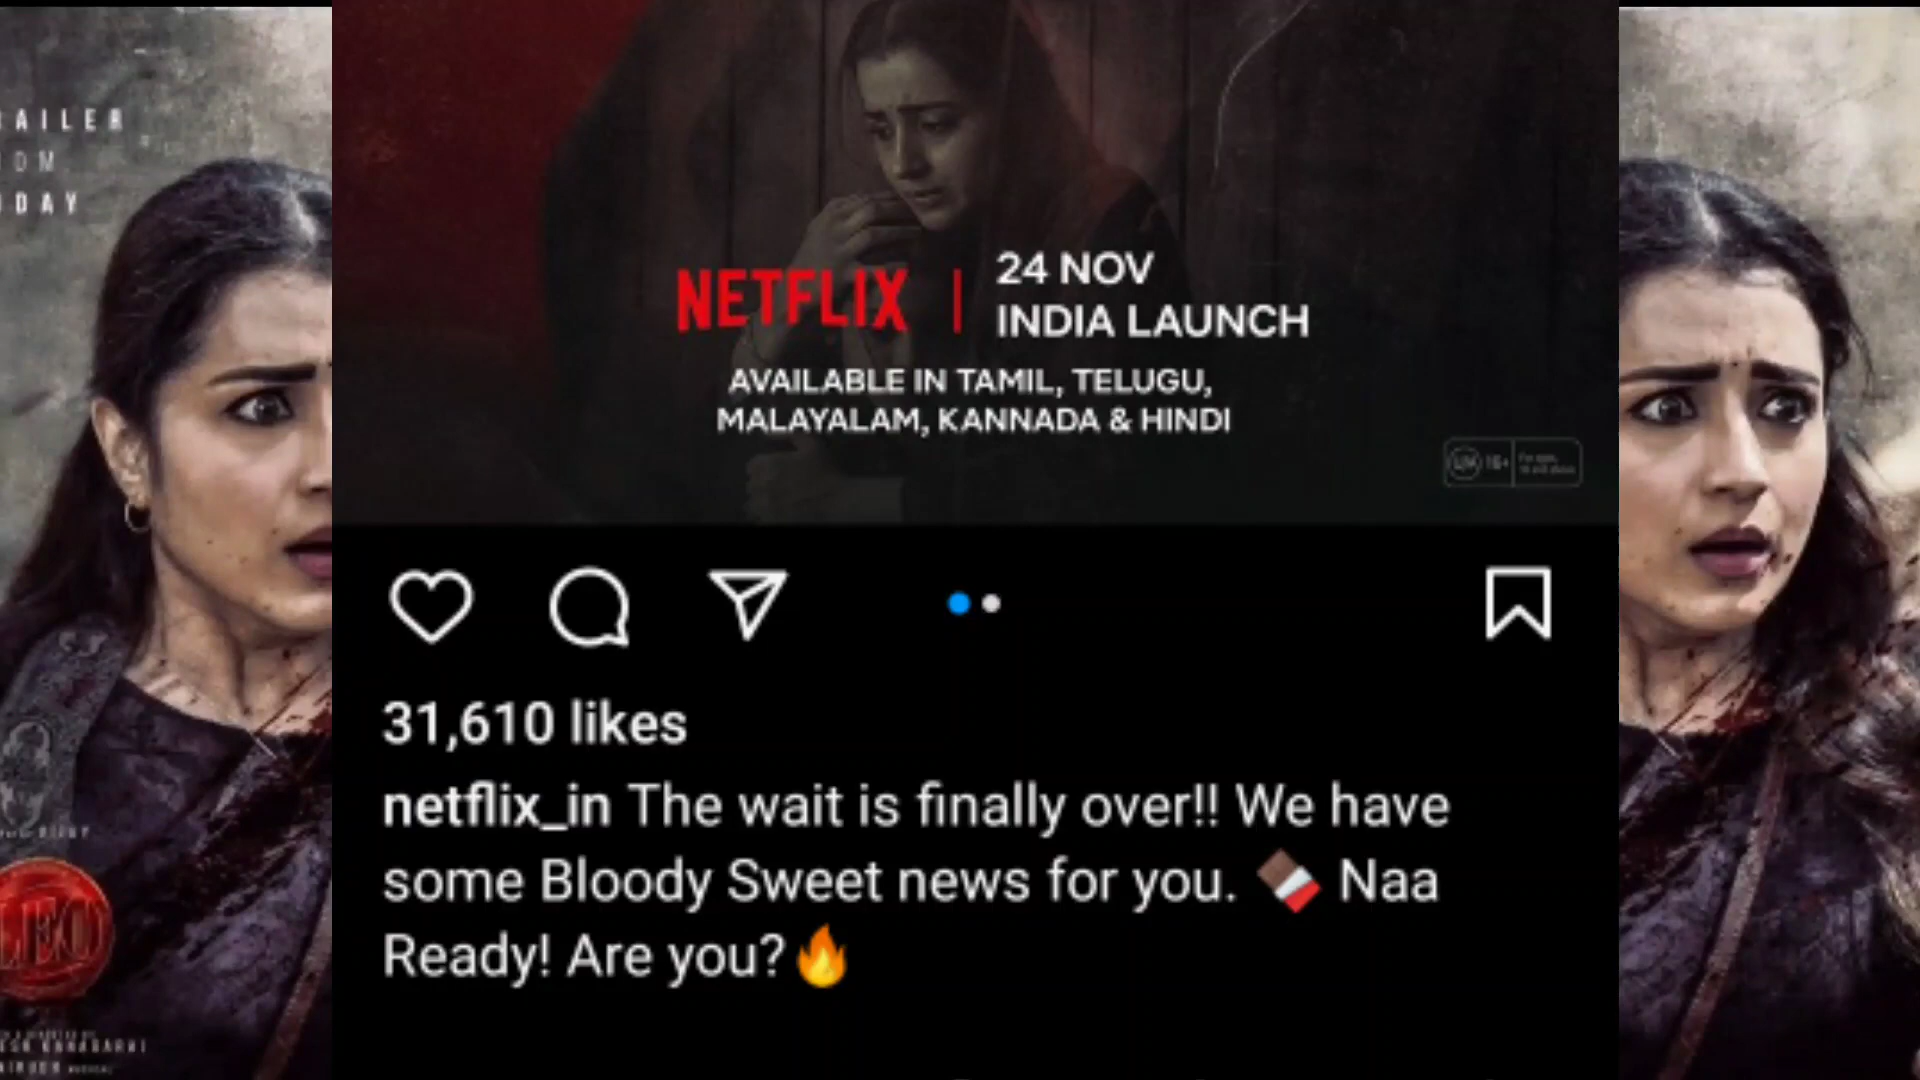 NETFLIX
24 NOV
INDIA LAUNCH
AVAILABLE IN TAMIL, TELUGU,
MALAYALAM, KANNADA & HINDI
31,610 likes
netflix_in The wait is finally over!! We have
some Bloody Sweet news for you. 🍫 Naa
Ready! Are you?🔥
AILER
DAY
LEO